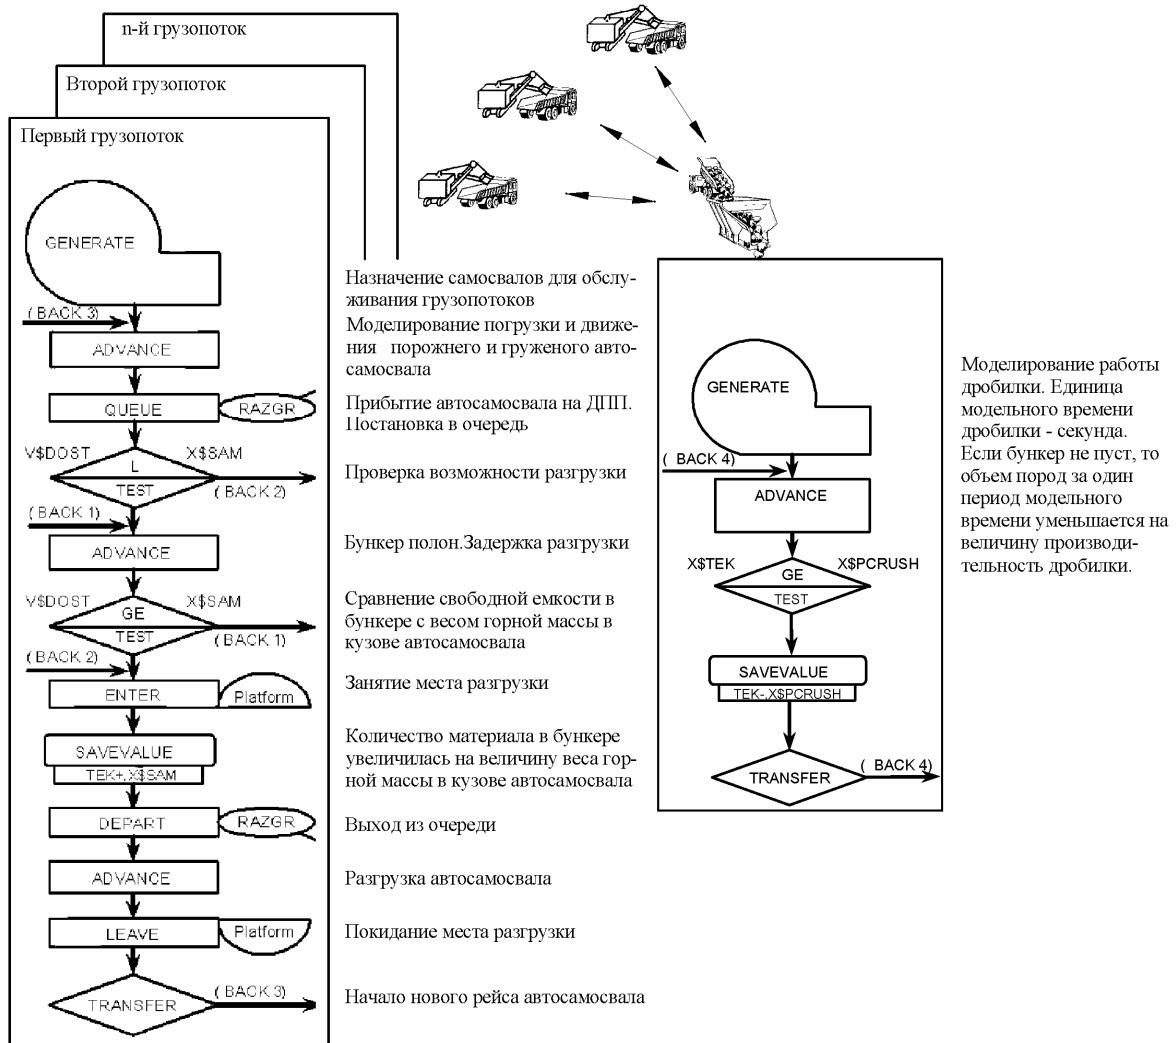 n-й грузопоток
Второй грузопоток
Первый грузопоток
GENERATE
( BACK 3)
ADVANCE
QUEUE
RAZGR
V$DOST
X$SAM
L
TEST
( BACK 2)
( BACK 1)
ADVANCE
V$DOST
X$SAM
GE
TEST
( BACK 1)
( BACK 2)
ENTER
Platform
SAVEVALUE
TEK+,X$SAM
DEPART
RAZGR
ADVANCE
LEAVE
Platform
TRANSFER
( BACK 3)
Назначение самосвалов для обслу-
живания грузопотоков
Моделирование погрузки и движе-
ния порожнего и груженого авто-
самосвала
Прибытие автосамосвала на ДПП.
Постановка в очередь
Проверка возможности разгрузки
Бункер полон.Задержка разгрузки
Сравнение свободной емкости в
бункере с весом горной массы в
кузове автосамосвала
Занятие места разгрузки
Количество материала в бункере
увеличилась на величину веса гор-
ной массы в кузове автосамосвала
Выход из очереди
Разгрузка автосамосвала
Покидание места разгрузки
Начало нового рейса автосамосвала
GENERATE
( BACK 4)
ADVANCE
X$TEK
X$PCRUSH
GE
TEST
SAVEVALUE
TEK-,X$PCRUSH
TRANSFER
( BACK 4)
Моделирование работы
дробилки. Единица
модельного времени
дробилки - секунда.
Если бункер не пуст, то
объем пород за один
период модельного
времени уменьшается на
величину производи-
тельность дробилки.